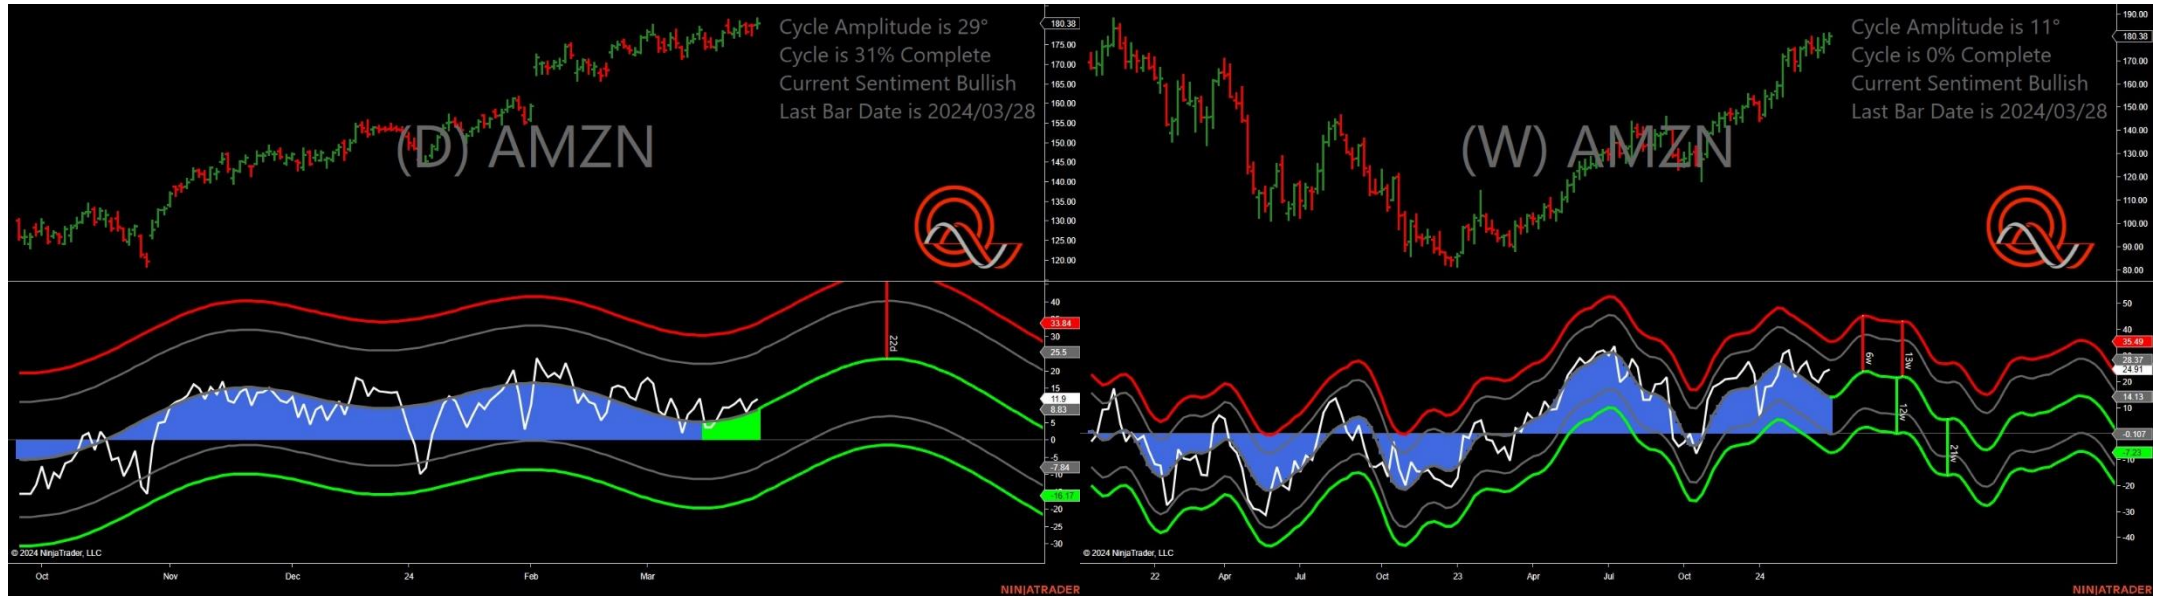 Cycle Amplitude is 29°
Cycle is 31% Complete
Current Sentiment Bullish
Last Bar Date is 2024/03/28
(D) AMZN
180.38
175.00
170.00
165.00
160.00
155.00
150.00
145.00
140.00
135.00
130.00
125.00
120.00
40
33.84
30
25.5
20
15
11.9
8.83
5
0
-5
-7.84
-10
-16.17
-20
-25
-30
22d
© 2024 NinjaTrader, LLC
Oct
Nov
Dec
24
Feb
Mar
NINJATRADER
Cycle Amplitude is 11°
Cycle is 0% Complete
Current Sentiment Bullish
Last Bar Date is 2024/03/28
(W) AMZN
190.00
180.38
170.00
160.00
150.00
140.00
130.00
120.00
110.00
100.00
90.00
80.00
50
40
35.49
28.37
24.91
20
14.13
10
-0.107
-7.23
-20
-30
-40
6w
13w
12w
21w
© 2024 NinjaTrader, LLC
22
Apr
Jul
Oct
23
Apr
Jul
Oct
24
NINJATRADER